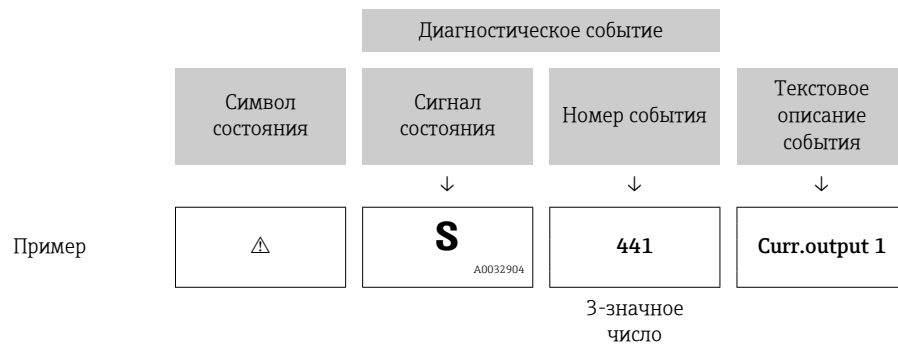 Диагностическое событие
Символ
состояния
Сигнал
состояния
Номер события
Текстовое
описание
события
↓ ↓ ↓
Пример
⚠
S
A0032904
441
Curr.output 1
3-значное
число